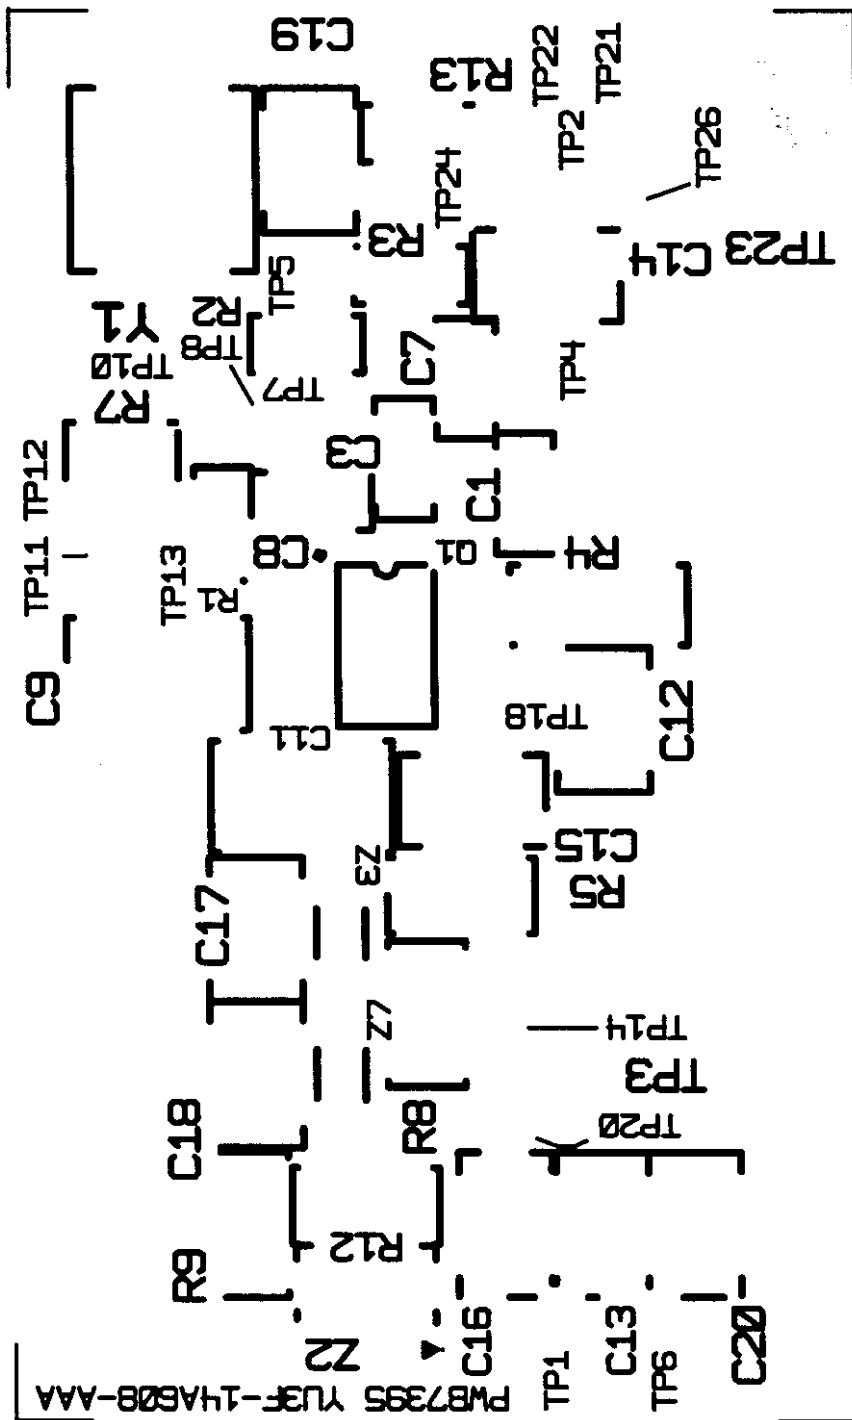 C19
R13
TP22
TP21
TP2
TP26
TP24
R3
C14
TP23
TP5
R2
Y1
TP8
TP10
TP7
C7
TP4
R7
TP12
C3
C1
TP11
TP13
C8
Q1
R4
R1
C9
C11
TP18
C12
C15
Z3
R5
C17
Z7
TP14
TP3
C18
R8
TP20
R12
R9
Z2
C16
TP1
C13
TP6
C20
PWB7395 YU3F-14A608-AAA